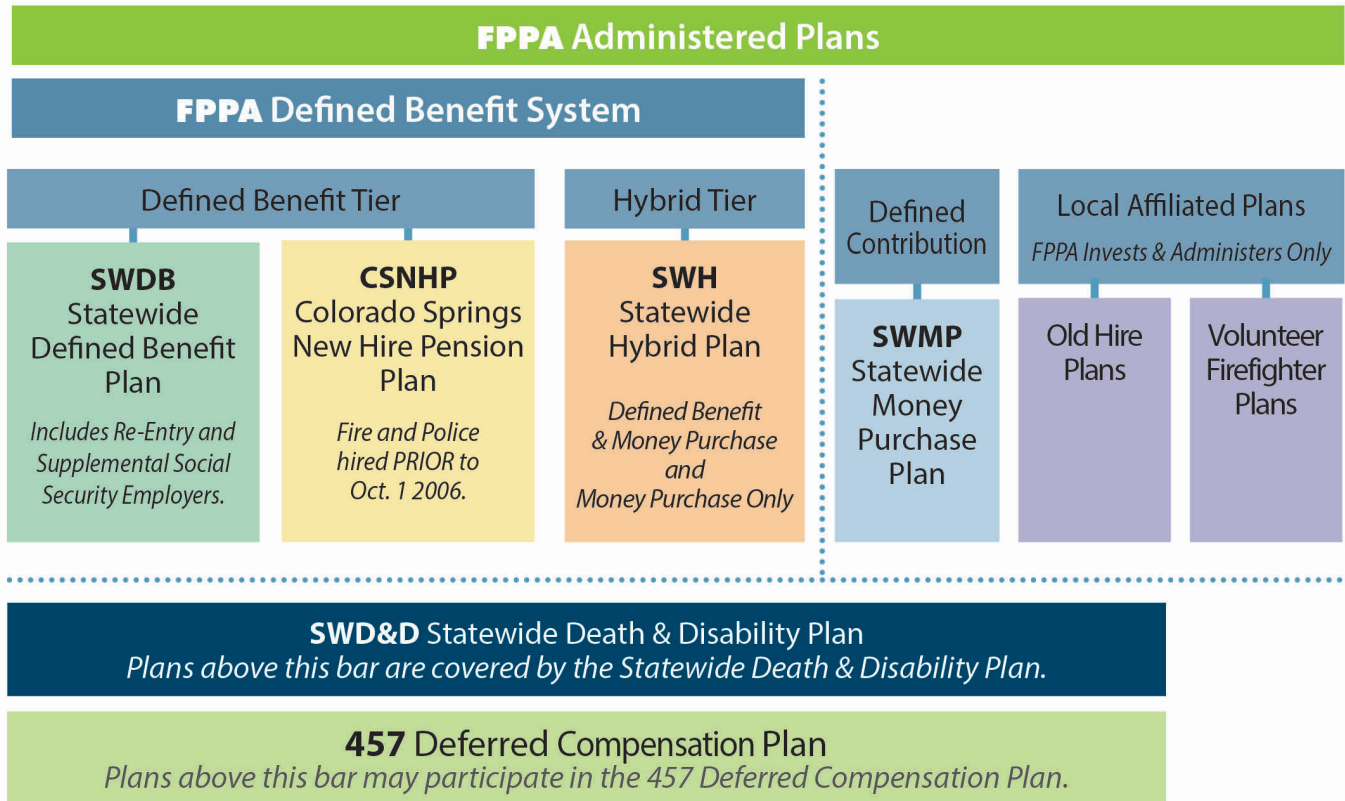 FPPA Administered Plans
FPPA Defined Benefit System
Defined Benefit Tier
SWDB
Statewide
Defined Benefit
Plan
Includes Re-Entry and
Supplemental Social
Security Employers.
CSNHP
Colorado Springs
New Hire Pension
Plan
Fire and Police
hired PRIOR to
Oct. 1 2006.
Hybrid Tier
SWH
Statewide
Hybrid Plan
Defined Benefit
& Money Purchase
and
Money Purchase Only
Defined
Contribution
SWMP
Statewide
Money
Purchase
Plan
Local Affiliated Plans
FPPA Invests & Administers Only
Old Hire
Plans
Volunteer
Firefighter
Plans
SWD&D Statewide Death & Disability Plan
Plans above this bar are covered by the Statewide Death & Disability Plan.
457 Deferred Compensation Plan
Plans above this bar may participate in the 457 Deferred Compensation Plan.